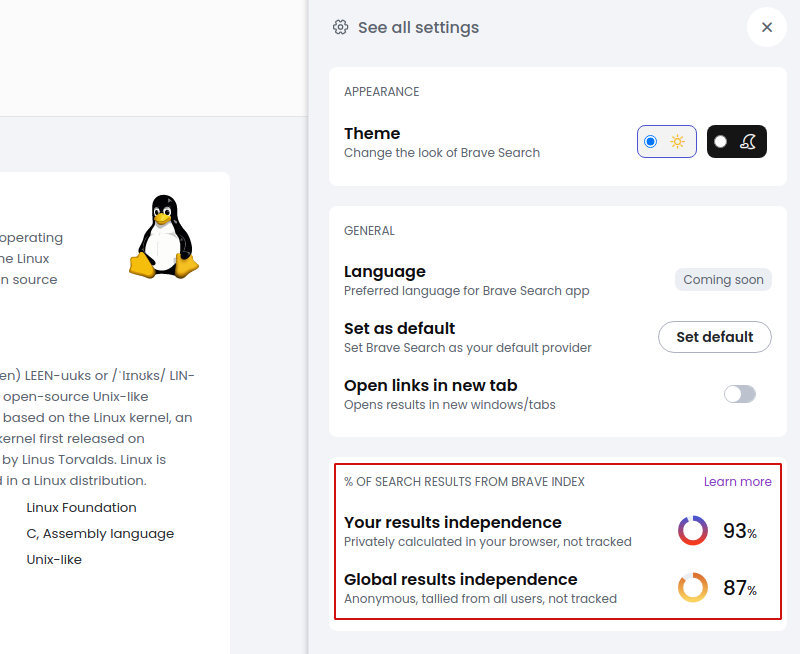 operating
he Linux
n source
en) LEEN-uuks or /ˈlɪnʊks/ LIN-
open-source Unix-like
based on the Linux kernel, an
kernel first released on
by Linus Torvalds. Linux is
d in a Linux distribution.
Linux Foundation
C, Assembly language
Unix-like
See all settings
APPEARANCE
Theme
Change the look of Brave Search
GENERAL
Language
Preferred language for Brave Search app
Coming soon
Set as default
Set Brave Search as your default provider
Set default
Open links in new tab
Opens results in new windows/tabs
% OF SEARCH RESULTS FROM BRAVE INDEX
Learn more
Your results independence
Privately calculated in your browser, not tracked
93%
Global results independence
Anonymous, tallied from all users, not tracked
87%